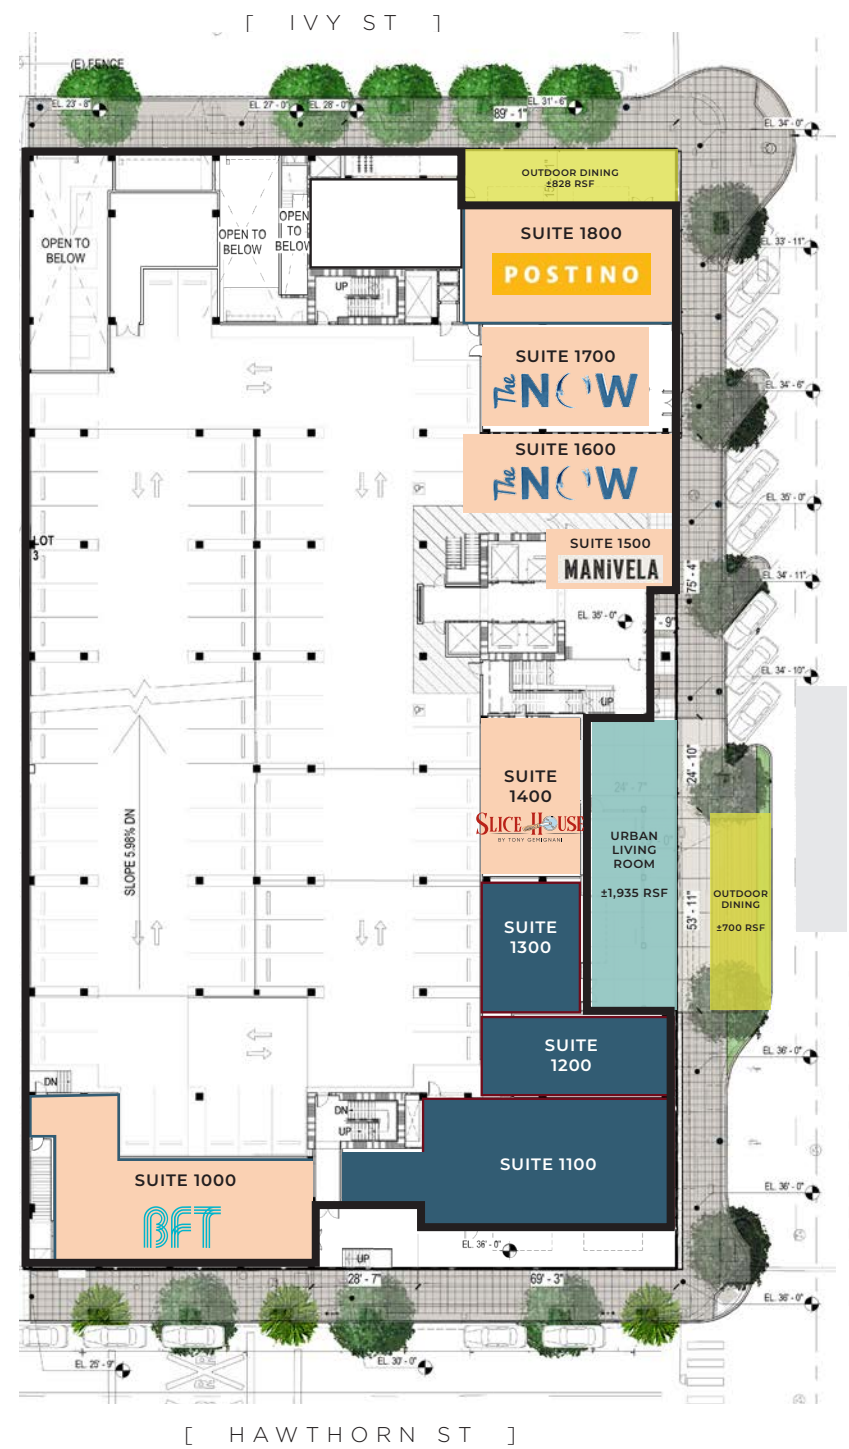 [ IVY ST ]
(E) FENCE
EL. 23' - 8"
EL. 27' - 0"
EL. 28' - 0"
EL. 31' - 6"
89' - 1"
EL. 34' - 0"
OUTDOOR DINING
±828 RSF
OPEN TO
BELOW
OPEN TO
BELOW
OPEN
TO
BELOW
SUITE 1800
POSTINO
EL. 33' - 11"
UP
SUITE 1700
The NOW
EL. 34' - 6"
SUITE 1600
The NOW
EL. 35' - 0"
LOT
3
SUITE 1500
MANiVELA
75' - 4"
EL. 34' - 11"
EL. 35' - 0"
' - 9"
EL. 34' - 10"
UP
SUITE
1400
SLICE HOUSE
BY TONY GEMIGNANI
24' - 7"
24' - 10"
SLOPE 5.98% DN
URBAN
LIVING
ROOM
±1,935 RSF
OUTDOOR
DINING
±700 RSF
53' - 11"
SUITE
1300
SUITE
1200
EL. 36' - 0"
DN
DN
UP
SUITE 1100
SUITE 1000
BFT
EL. 36' - 0"
EL. 36' - 0"
UP
28' - 7"
69' - 3"
EL. 36' - 0"
EL. 25' - 9"
EL. 30' - 0"
[ HAWTHORN ST ]